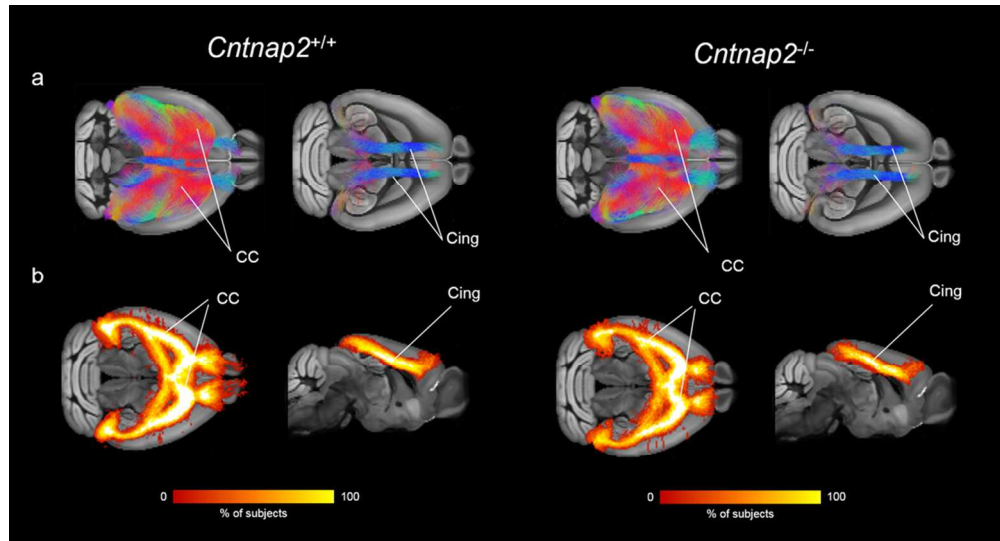 Cntnap2+/+
Cntnap2-/-
a
CC
Cing
CC
Cing
b
CC
Cing
CC
Cing
0
100
% of subjects
0
100
% of subjects